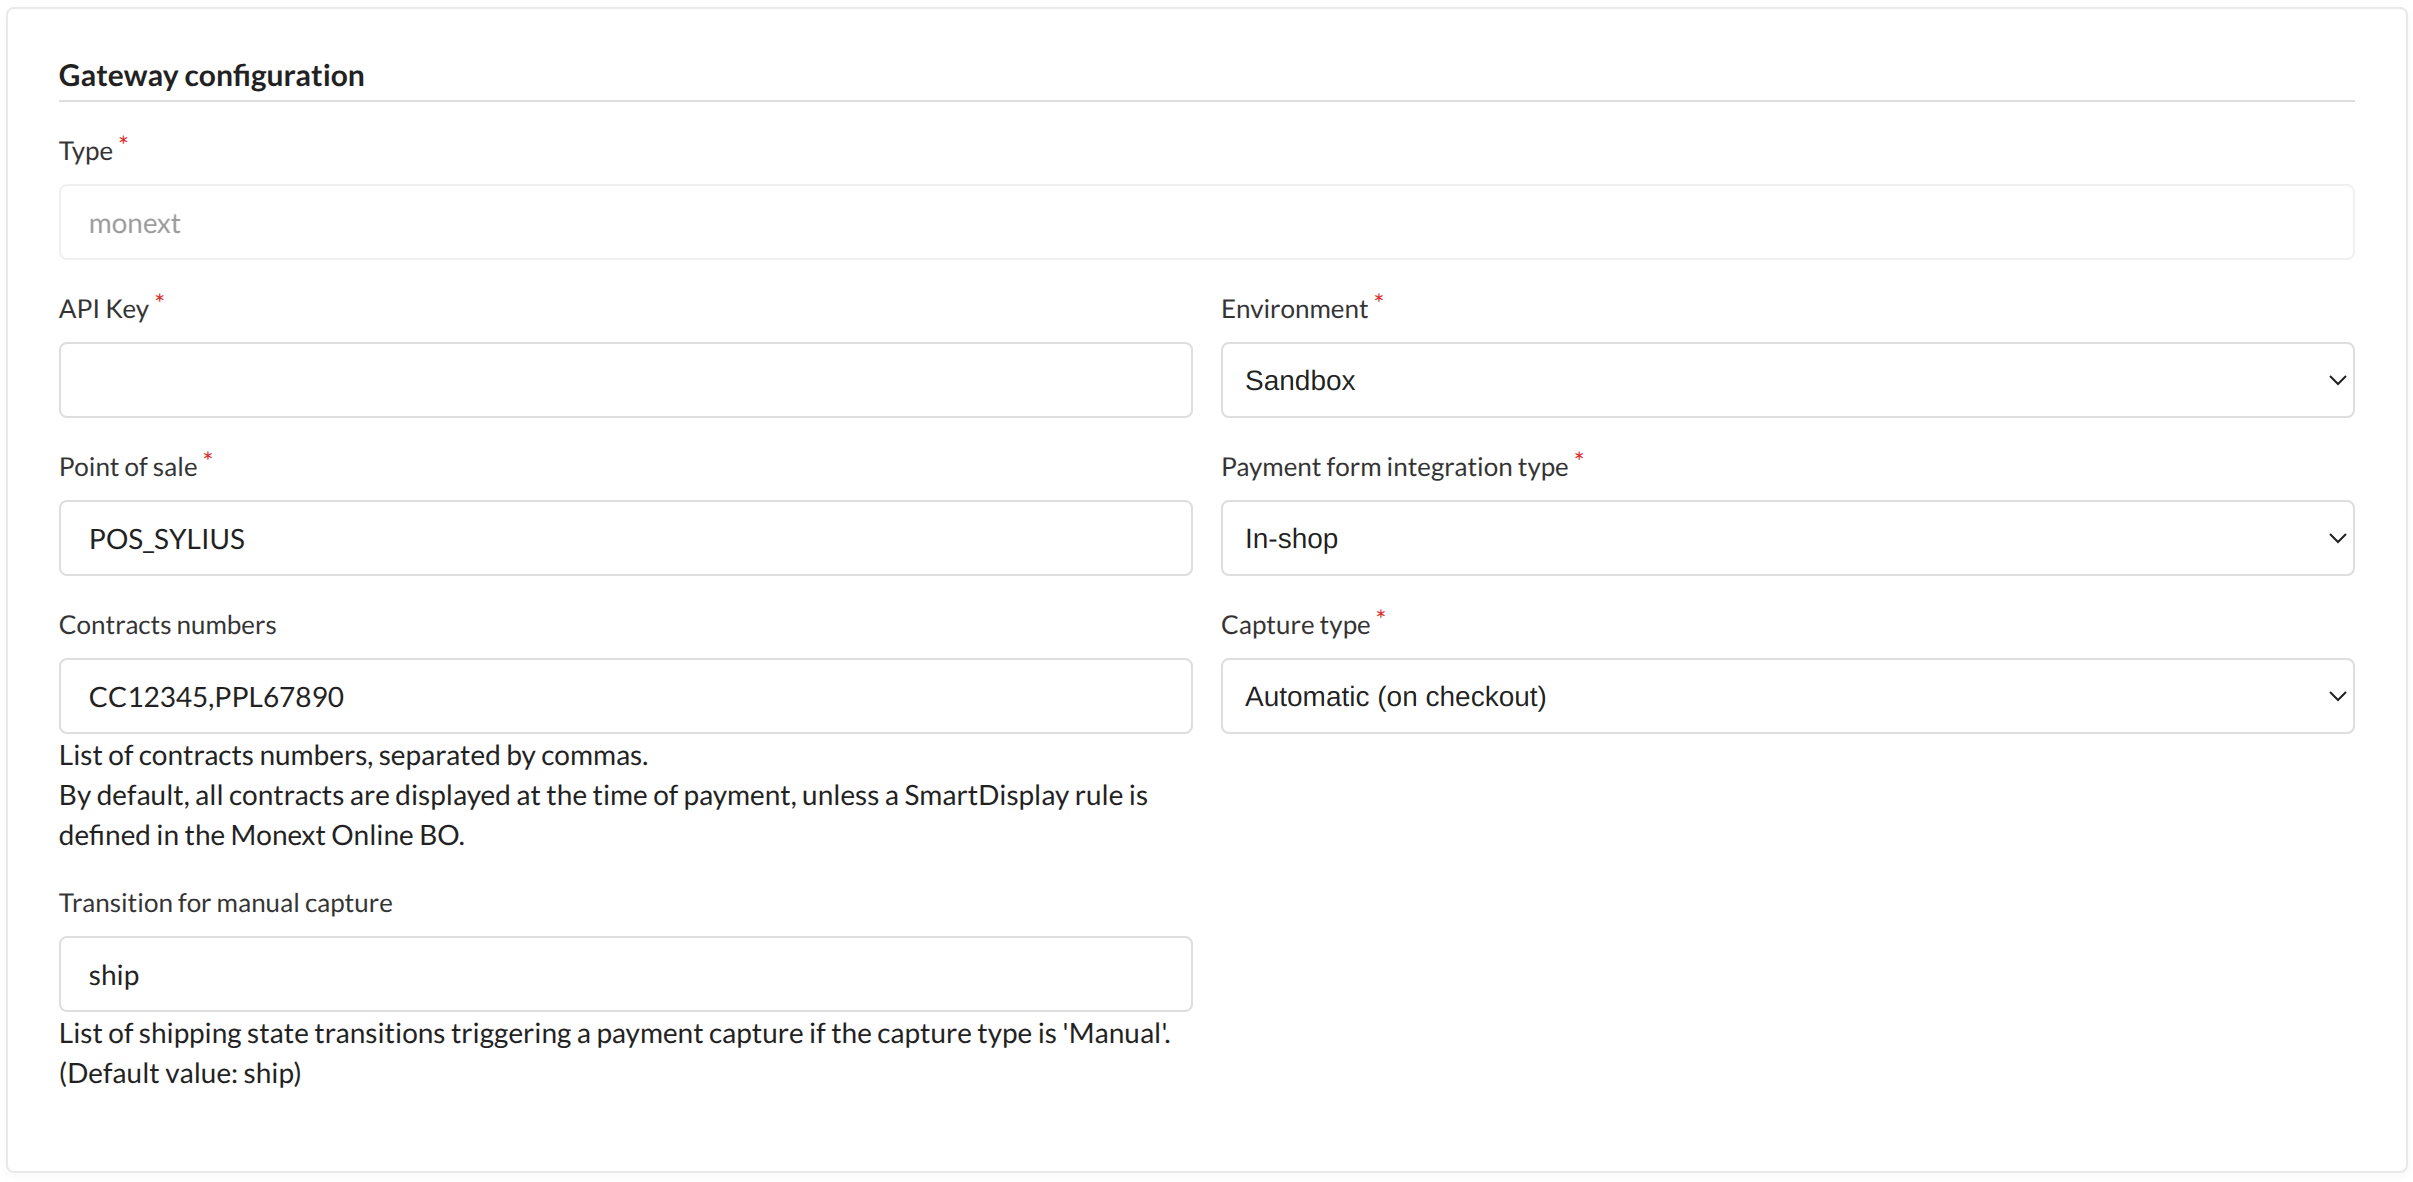 Gateway configuration
Type *
monext
API Key *
Environment *
Sandbox
Point of sale *
Payment form integration type *
POS_SYLIUS
In-shop
Contracts numbers
Capture type *
CC12345,PPL67890
Automatic (on checkout)
List of contracts numbers, separated by commas.
By default, all contracts are displayed at the time of payment, unless a SmartDisplay rule is
defined in the Monext Online BO.
Transition for manual capture
ship
List of shipping state transitions triggering a payment capture if the capture type is 'Manual'.
(Default value: ship)